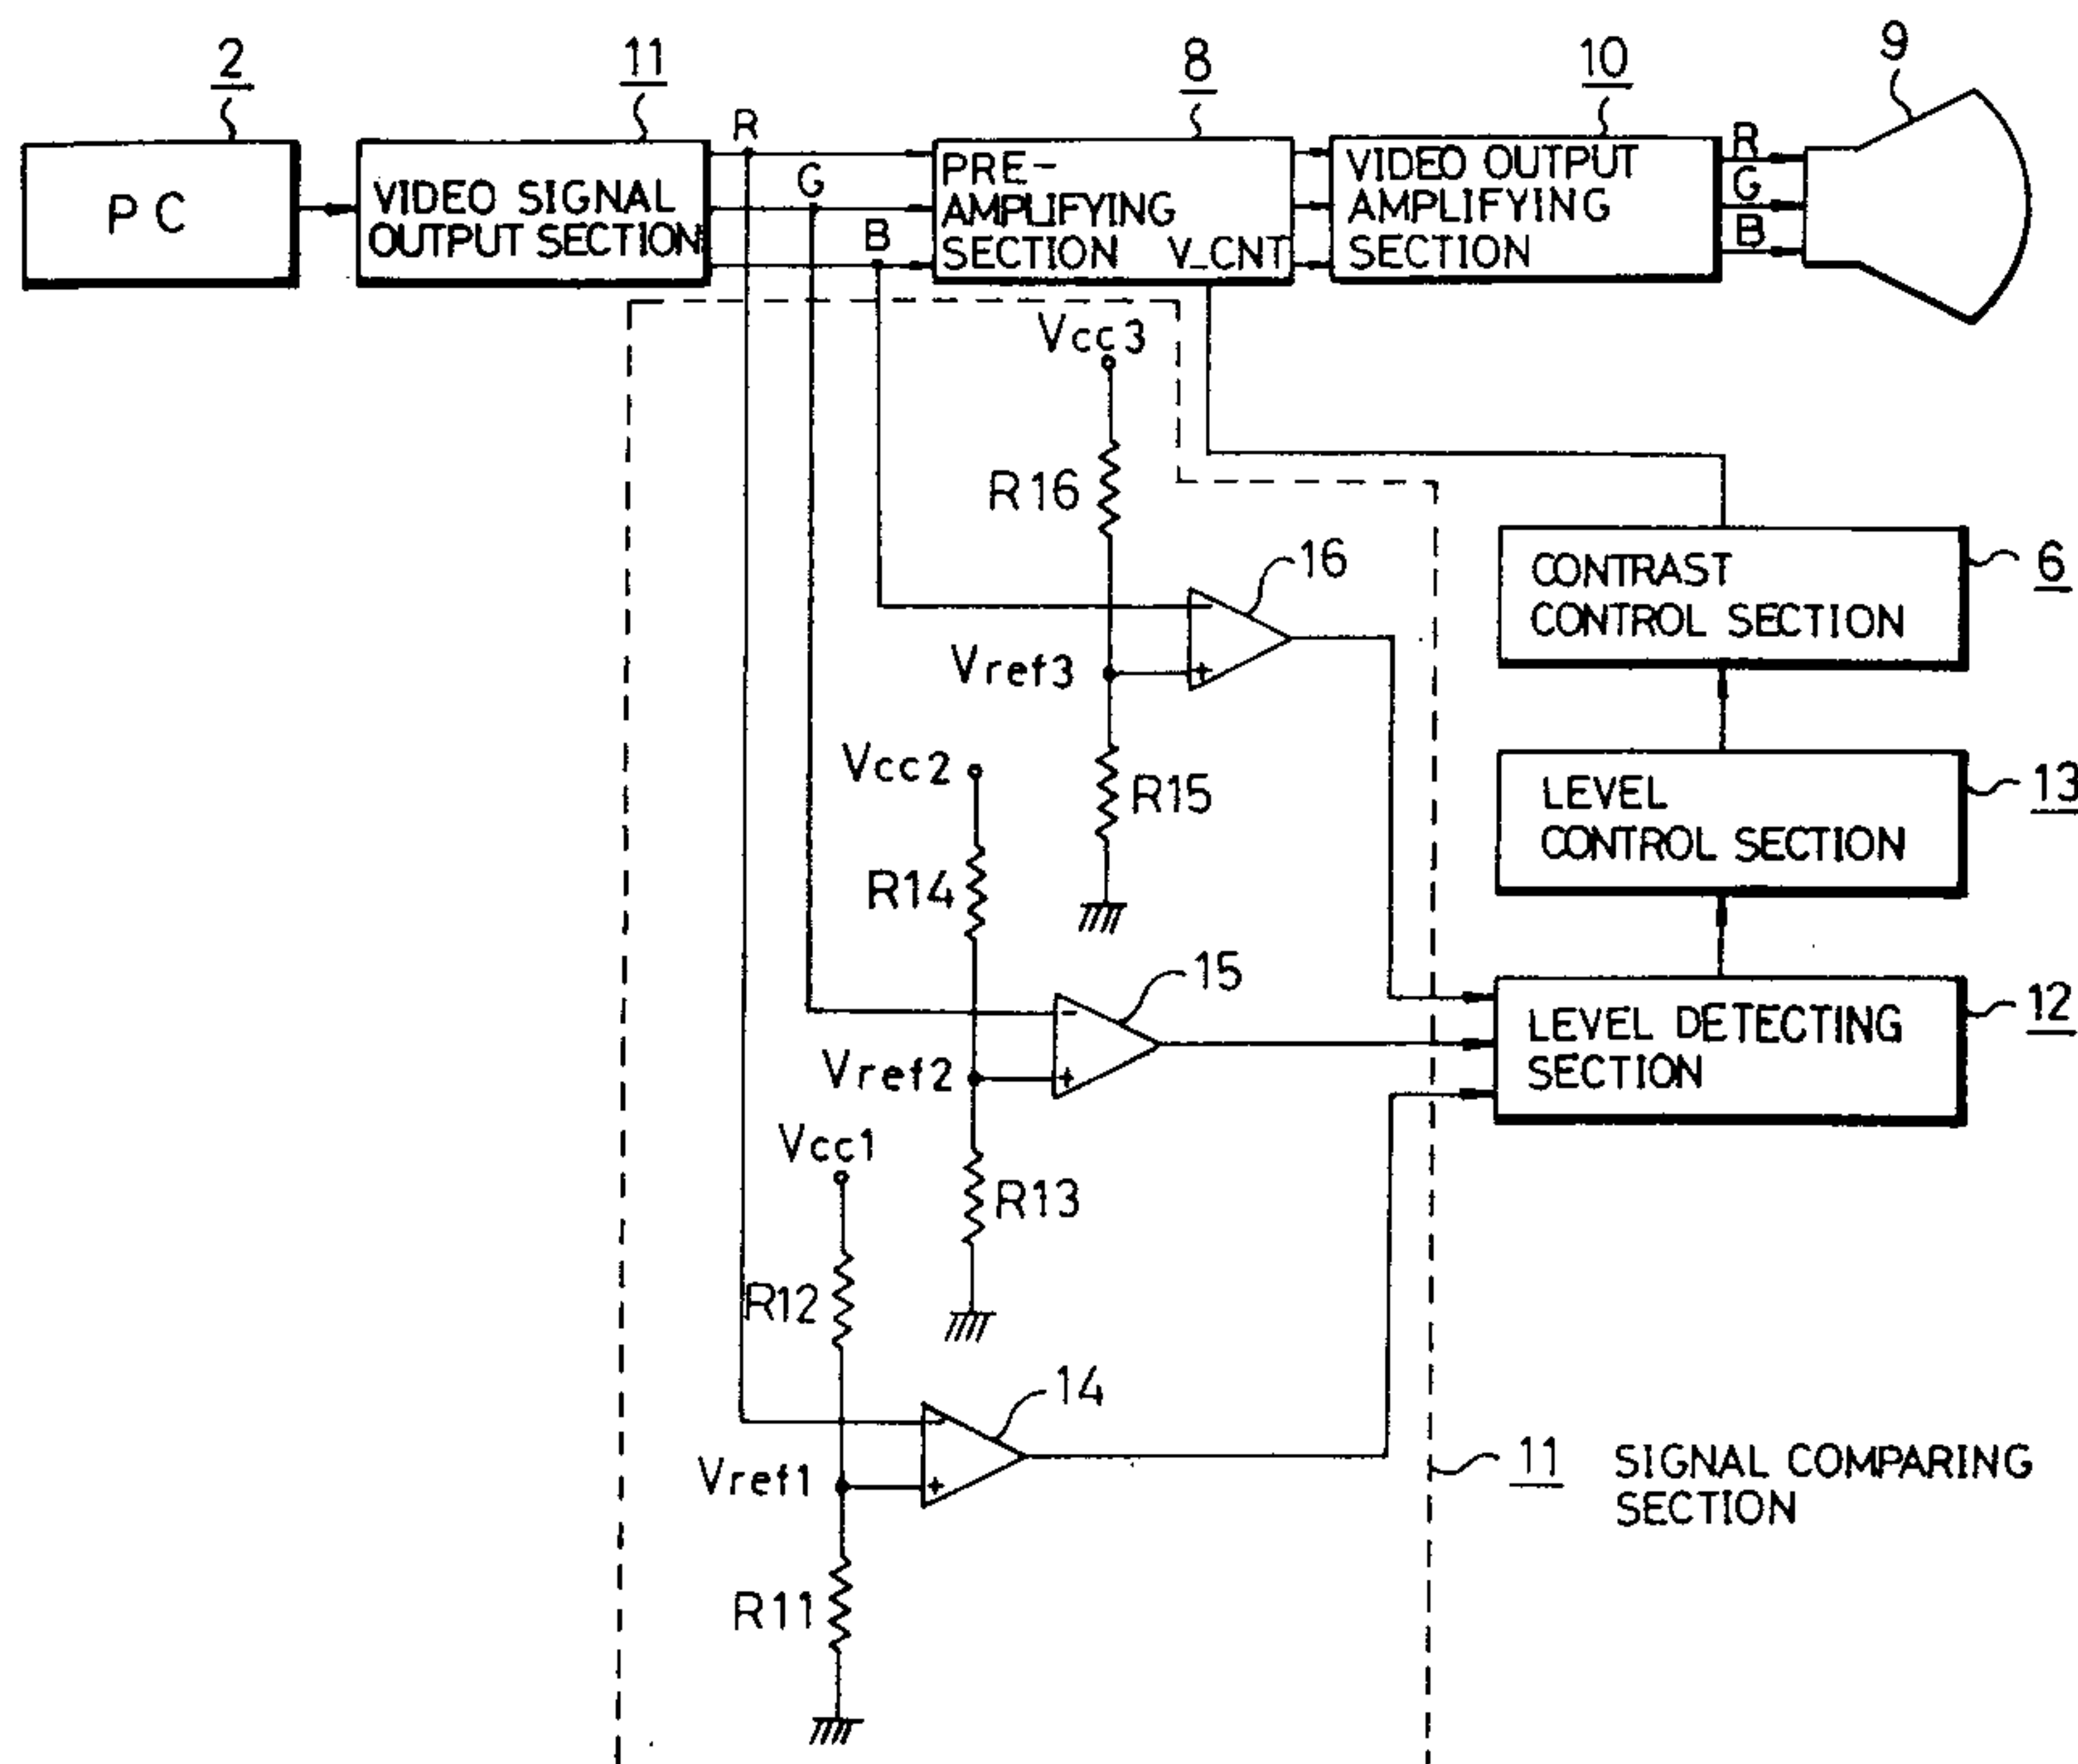 2
11
8
10
9
PC
VIDEO SIGNAL
OUTPUT SECTION
R
G
B
PRE-
AMPLIFYING
SECTION
V_CNT
VIDEO OUTPUT
AMPLIFYING
SECTION
R
G
B
Vcc3
R16
16
-
+
Vref3
R15
CONTRAST
CONTROL SECTION
6
LEVEL
CONTROL SECTION
13
Vcc2
R14
15
-
+
Vref2
R13
LEVEL DETECTING
SECTION
12
Vcc1
R12
14
-
+
Vref1
R11
11
SIGNAL COMPARING
SECTION